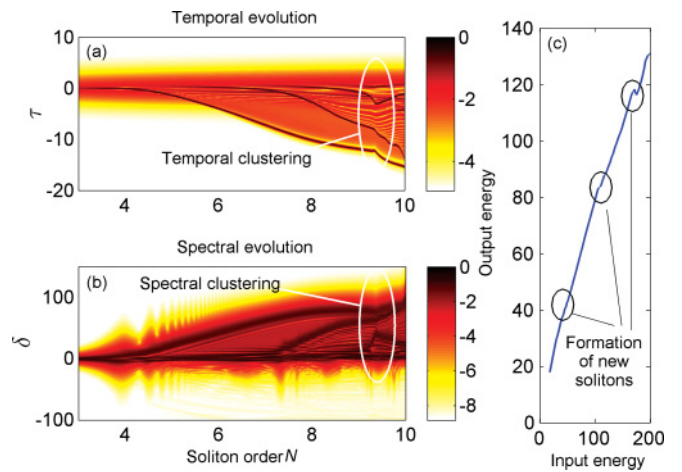 Temporal evolution
(a)
10
0
-10
-20
τ
4
6
8
10
Temporal clustering
0
-2
-4
Spectral evolution
(b)
100
0
-100
δ
Spectral clustering
4
6
8
10
Soliton order N
0
-2
-4
-6
-8
(c)
140
120
100
80
60
40
20
0
Output energy
Formation
of new
solitons
0
100
200
Input energy